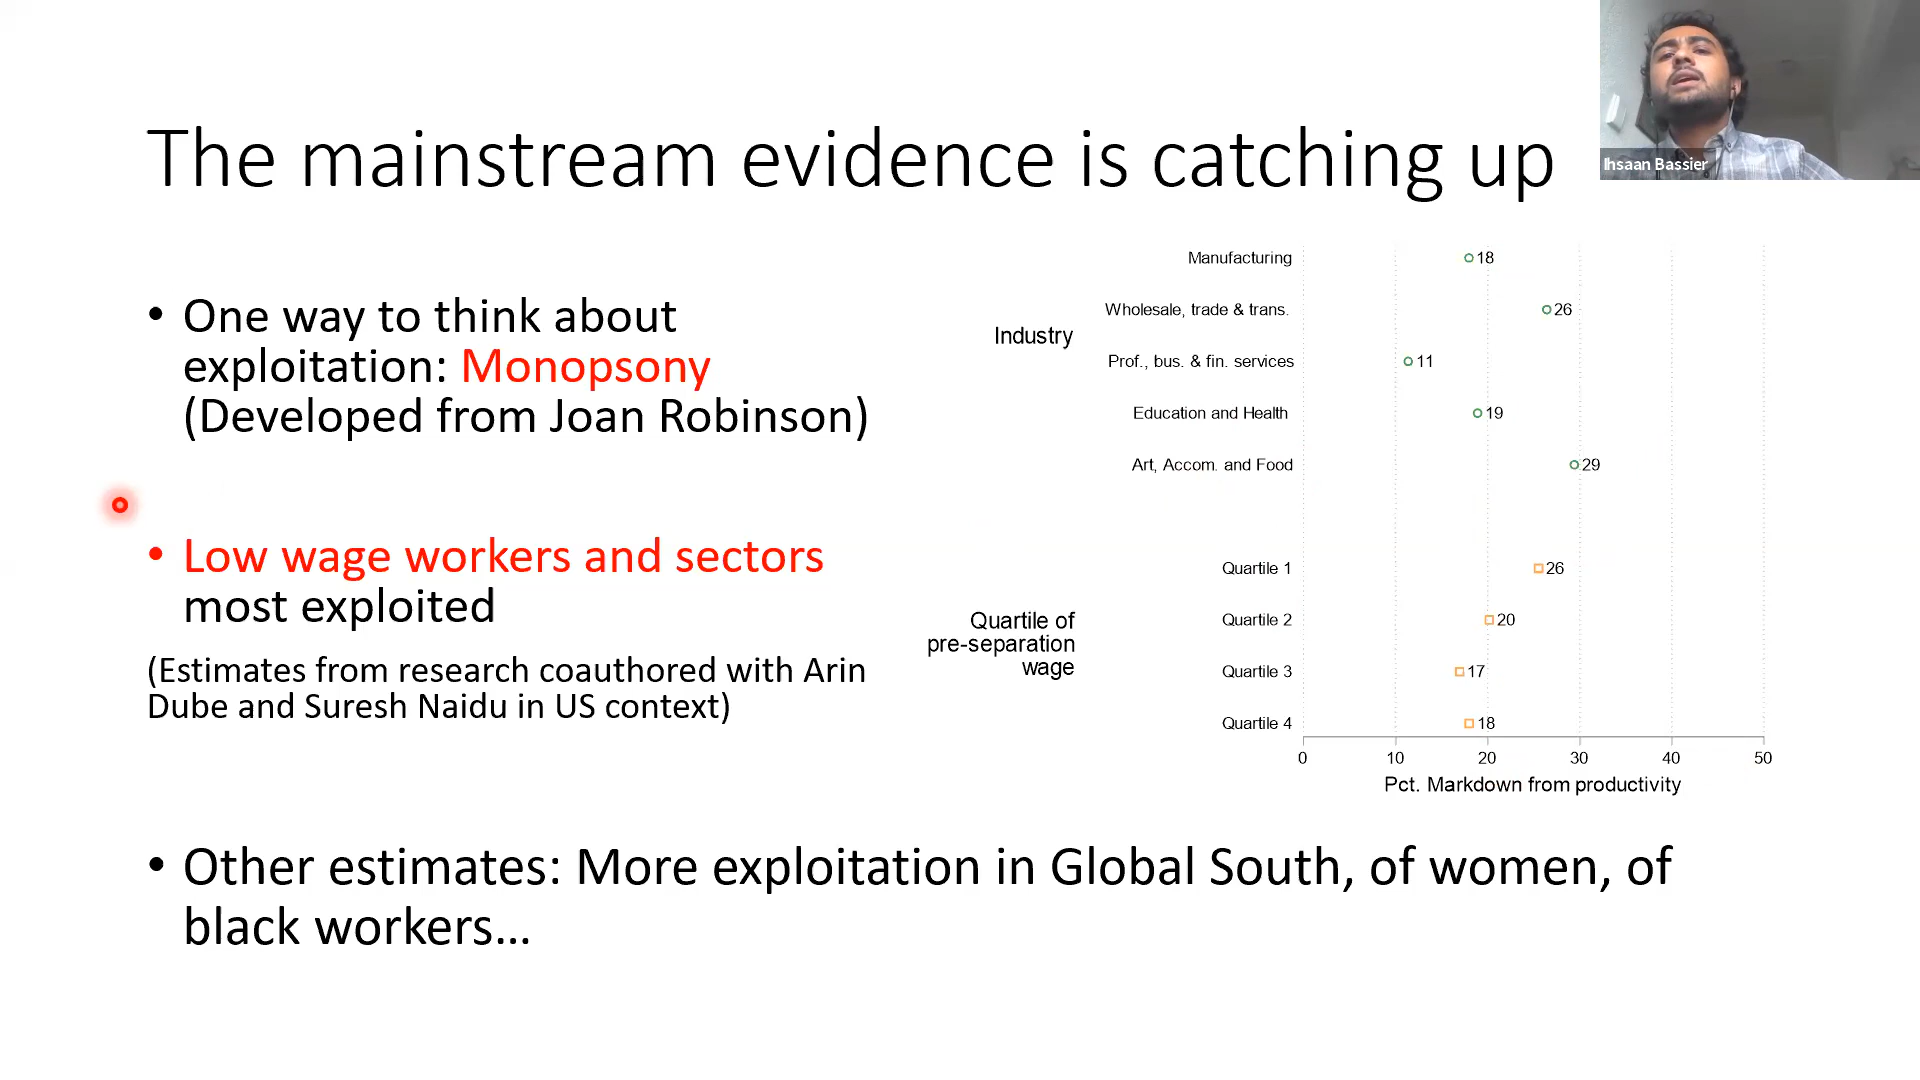 The mainstream evidence is catching up
Ihsaan Bassier
• One way to think about
exploitation: Monopsony
(Developed from Joan Robinson)
• Low wage workers and sectors
most exploited
(Estimates from research coauthored with Arin
Dube and Suresh Naidu in US context)
Industry
Manufacturing 18
Wholesale, trade & trans. 26
Prof., bus. & fin. services 11
Education and Health 19
Art, Accom. and Food 29
Quartile of
pre-separation
wage
Quartile 1 26
Quartile 2 20
Quartile 3 17
Quartile 4 18
0 10 20 30 40 50
Pct. Markdown from productivity
• Other estimates: More exploitation in Global South, of women, of
black workers...